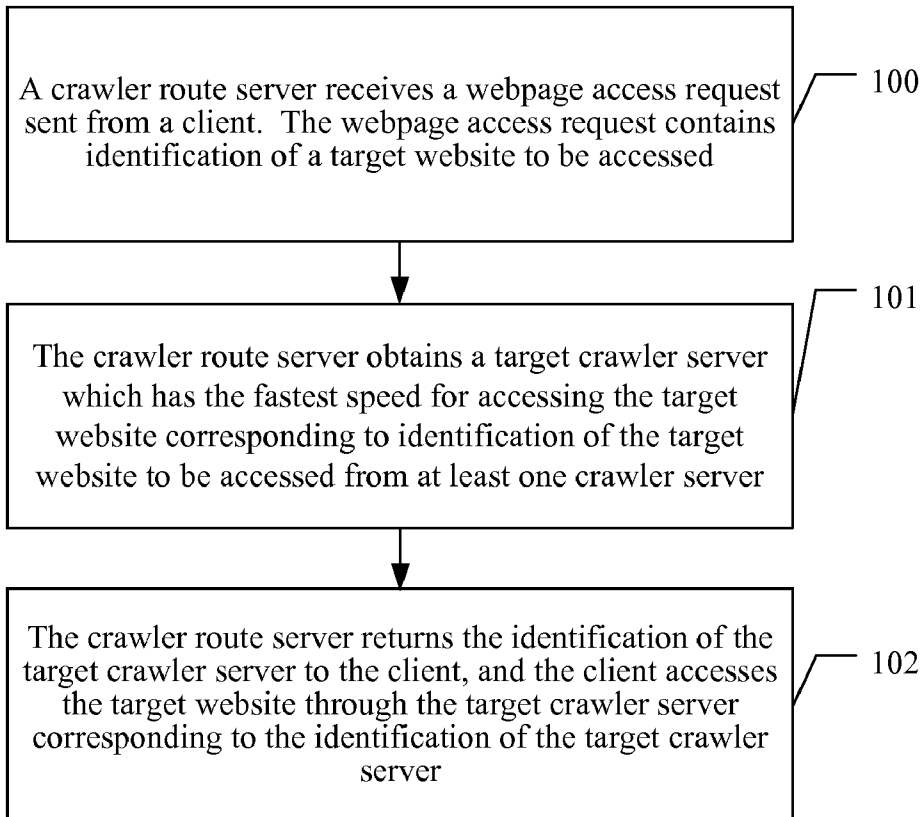 A crawler route server receives a webpage access request
sent from a client. The webpage access request contains
identification of a target website to be accessed
100
The crawler route server obtains a target crawler server
which has the fastest speed for accessing the target
website corresponding to identification of the target
website to be accessed from at least one crawler server
101
The crawler route server returns the identification of the
target crawler server to the client, and the client accesses
the target website through the target crawler server
corresponding to the identification of the target crawler
server
102